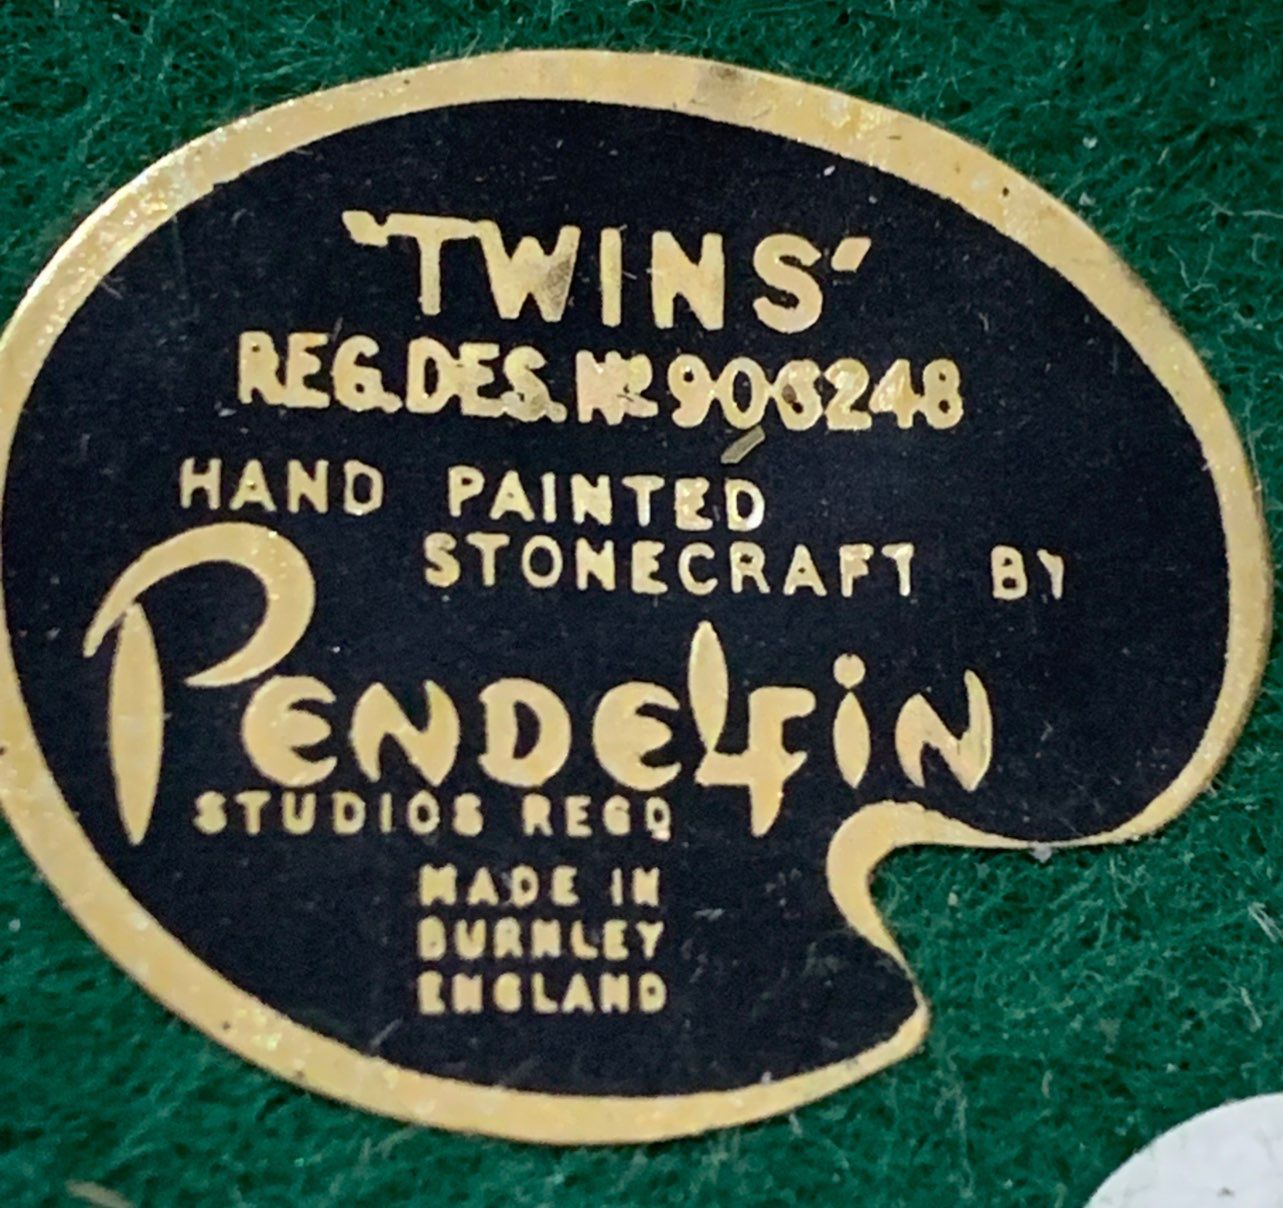 "TWINS"
REG.DES.Nº 906248
HAND PAINTED
STONECRAFT BY
PENDELFIN
STUDIOS REGD
MADE IN
BURNLEY
ENGLAND